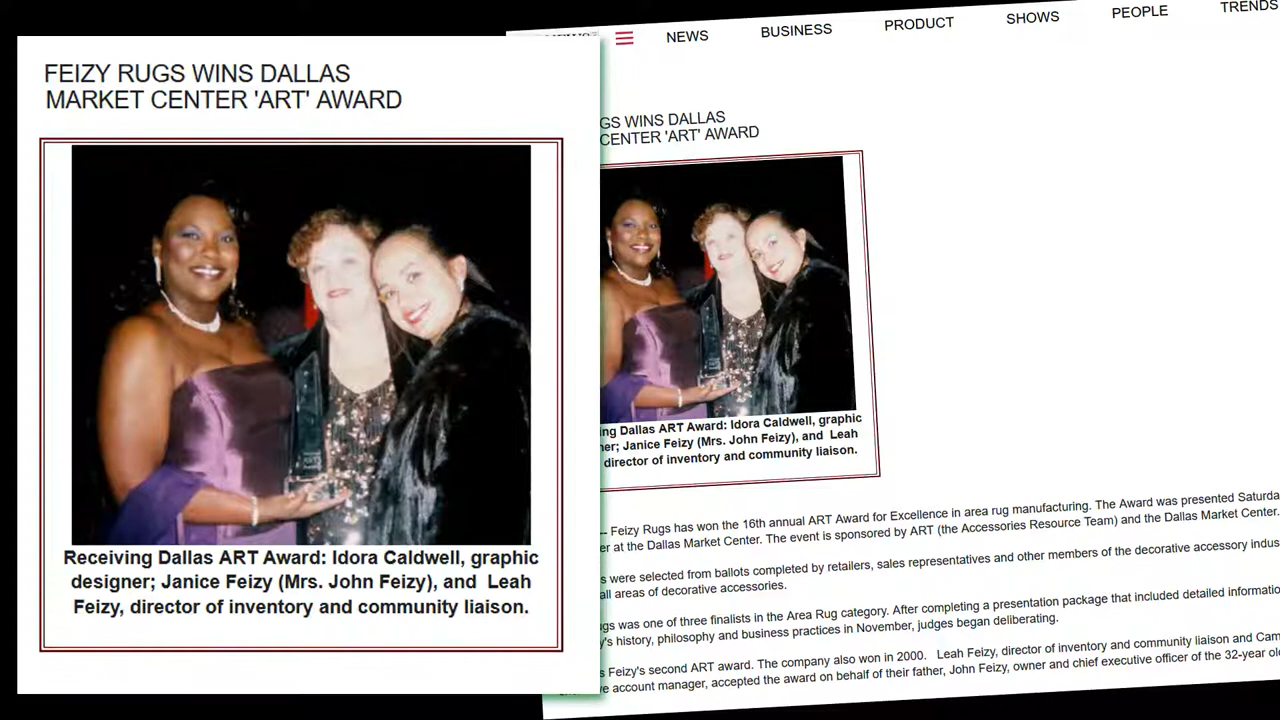 FEIZY RUGS WINS DALLAS
MARKET CENTER 'ART' AWARD
Receiving Dallas ART Award: Idora Caldwell, graphic
designer; Janice Feizy (Mrs. John Feizy), and Leah
Feizy, director of inventory and community liaison.
NEWS BUSINESS PRODUCT SHOWS PEOPLE TRENDS
GS WINS DALLAS
CENTER 'ART' AWARD
ing Dallas ART Award: Idora Caldwell, graphic
er; Janice Feizy (Mrs. John Feizy), and Leah
director of inventory and community liaison.
-- Feizy Rugs has won the 16th annual ART Award for Excellence in area rug manufacturing. The Award was presented Saturda
er at the Dallas Market Center. The event is sponsored by ART (the Accessories Resource Team) and the Dallas Market Center.
s were selected from ballots completed by retailers, sales representatives and other members of the decorative accessory indus
all areas of decorative accessories.
ugs was one of three finalists in the Area Rug category. After completing a presentation package that included detailed informatio
y's history, philosophy and business practices in November, judges began deliberating.
s Feizy's second ART award. The company also won in 2000. Leah Feizy, director of inventory and community liaison and Cam
ve account manager, accepted the award on behalf of their father, John Feizy, owner and chief executive officer of the 32-year old